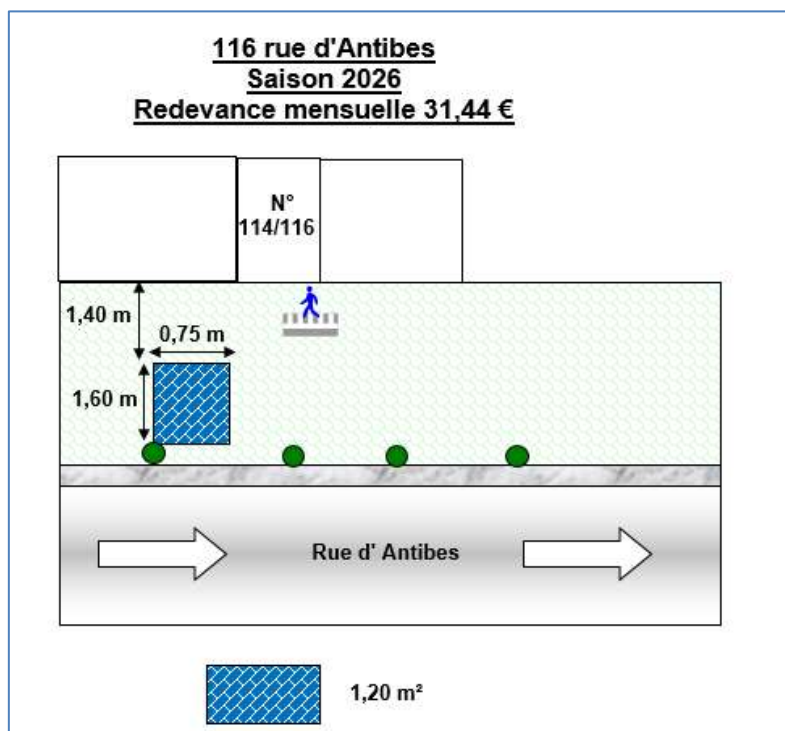 116 rue d'Antibes
Saison 2026
Redevance mensuelle 31,44 €
N°
114/116
1,40 m
0,75 m
1,60 m
Rue d' Antibes
1,20 m²